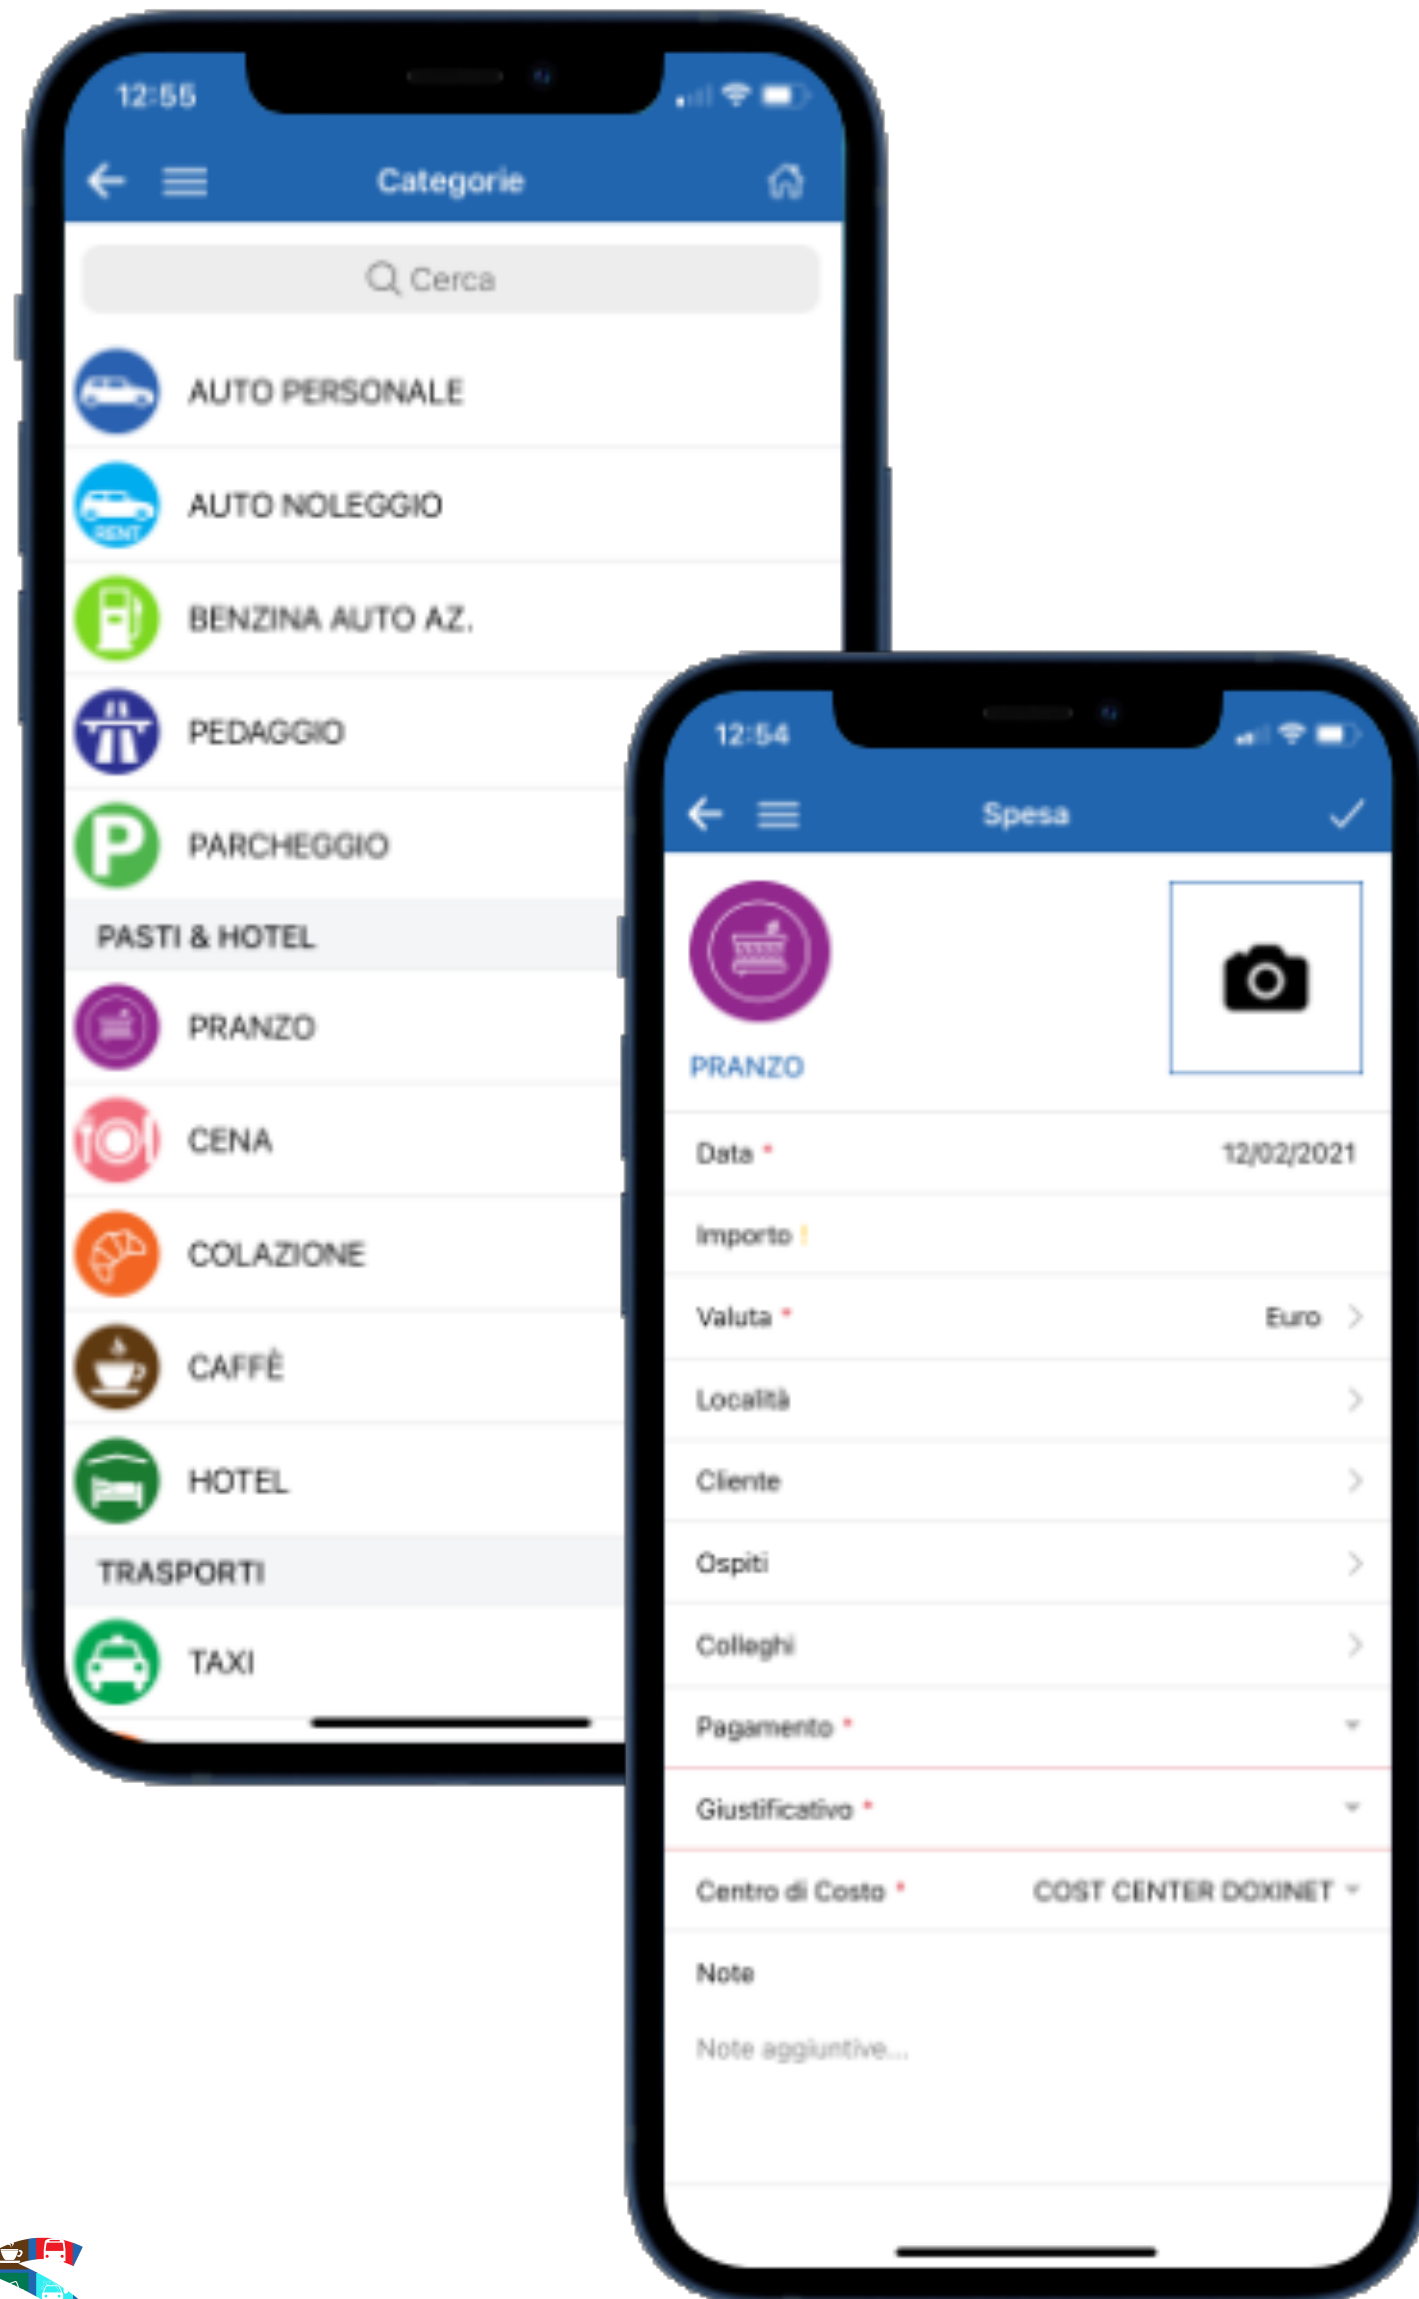 12:55
Categorie
Cerca
AUTO PERSONALE
RENT
AUTO NOLEGGIO
BENZINA AUTO AZ.
PEDAGGIO
P
PARCHEGGIO
PASTI & HOTEL
PRANZO
CENA
COLAZIONE
CAFFÈ
HOTEL
TRASPORTI
TAXI
12:54
Spesa
PRANZO
Data * 12/02/2021
Importo !
Valuta * Euro
Località
Cliente
Ospiti
Colleghi
Pagamento *
Giustificativo *
Centro di Costo * COST CENTER DOXINET
Note
Note aggiuntive...